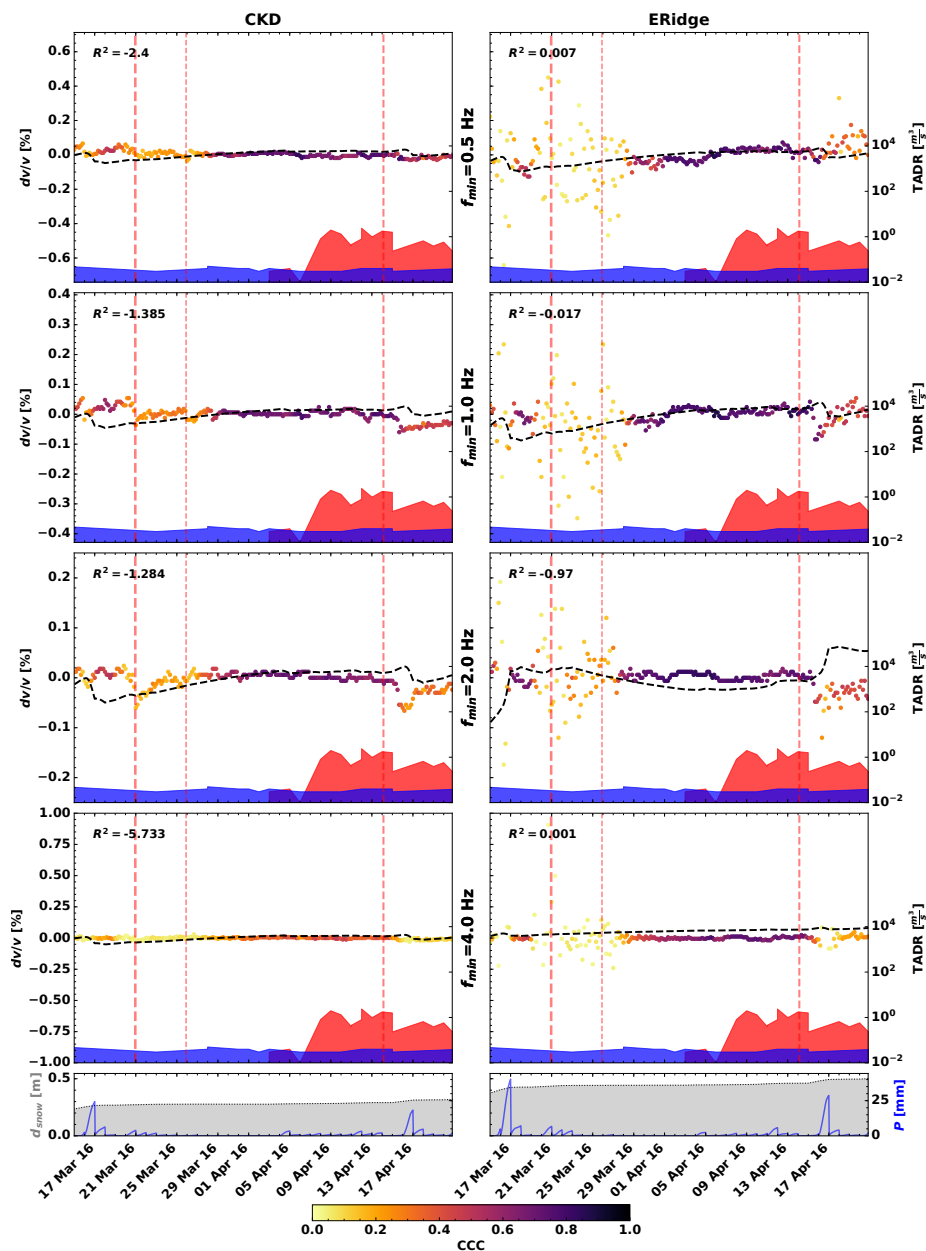 CKD ERidge
R² = -2.4 R² = 0.007
0.6
0.4
0.2
0.0
−0.2
−0.4
−0.6
dv/v [%]
f_min=0.5 Hz
10⁴
10²
10⁰
10⁻²
TADR [m³/s]
R² = -1.385 R² = -0.017
0.4
0.3
0.2
0.1
0.0
−0.1
−0.2
−0.3
−0.4
dv/v [%]
f_min=1.0 Hz
10⁴
10²
10⁰
10⁻²
TADR [m³/s]
R² = -1.284 R² = -0.97
0.2
0.1
0.0
−0.1
−0.2
dv/v [%]
f_min=2.0 Hz
10⁴
10²
10⁰
10⁻²
TADR [m³/s]
R² = -5.733 R² = 0.001
1.00
0.75
0.50
0.25
0.00
−0.25
−0.50
−0.75
−1.00
dv/v [%]
f_min=4.0 Hz
10⁴
10²
10⁰
10⁻²
TADR [m³/s]
0.5
0.0
d_snow [m]
25
0
P [mm]
17 Mar 16 21 Mar 16 25 Mar 16 29 Mar 16 01 Apr 16 05 Apr 16 09 Apr 16 13 Apr 16 17 Apr 16
17 Mar 16 21 Mar 16 25 Mar 16 29 Mar 16 01 Apr 16 05 Apr 16 09 Apr 16 13 Apr 16 17 Apr 16
0.0 0.2 0.4 0.6 0.8 1.0
CCC